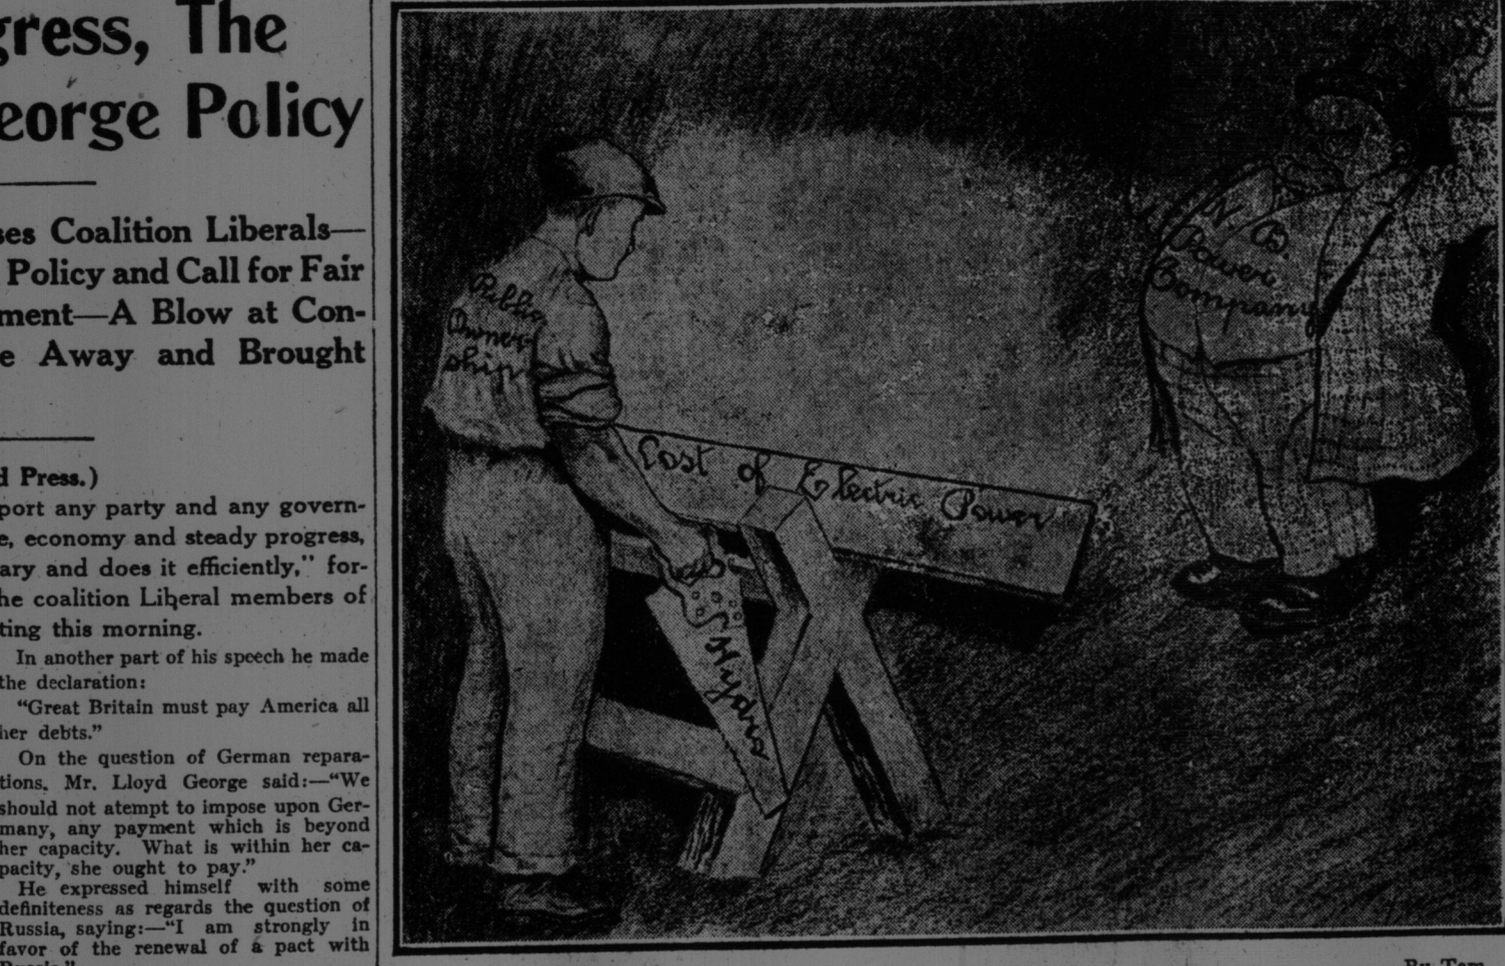 gress, The
eorge Policy
ses Coalition Liberals—
Policy and Call for Fair
ment—A Blow at Con-
e Away and Brought
d Press.)
port any party and any govern-
e, economy and steady progress,
ary and does it efficiently," for-
he coalition Liberal members of
ting this morning.
In another part of his speech he made
the declaration:
"Great Britain must pay America all
her debts."
On the question of German repara-
tions, Mr. Lloyd George said:—"We
should not atempt to impose upon Ger-
many, any payment which is beyond
her capacity. What is within her ca-
pacity, she ought to pay."
He expressed himself with some
definiteness as regards the question of
Russia, saying:—"I am strongly in
favor of the renewal of a pact with
Public
Owner-
ship
Cost of Electric Power
Hydro
N. B.
Power
Company
By Tom